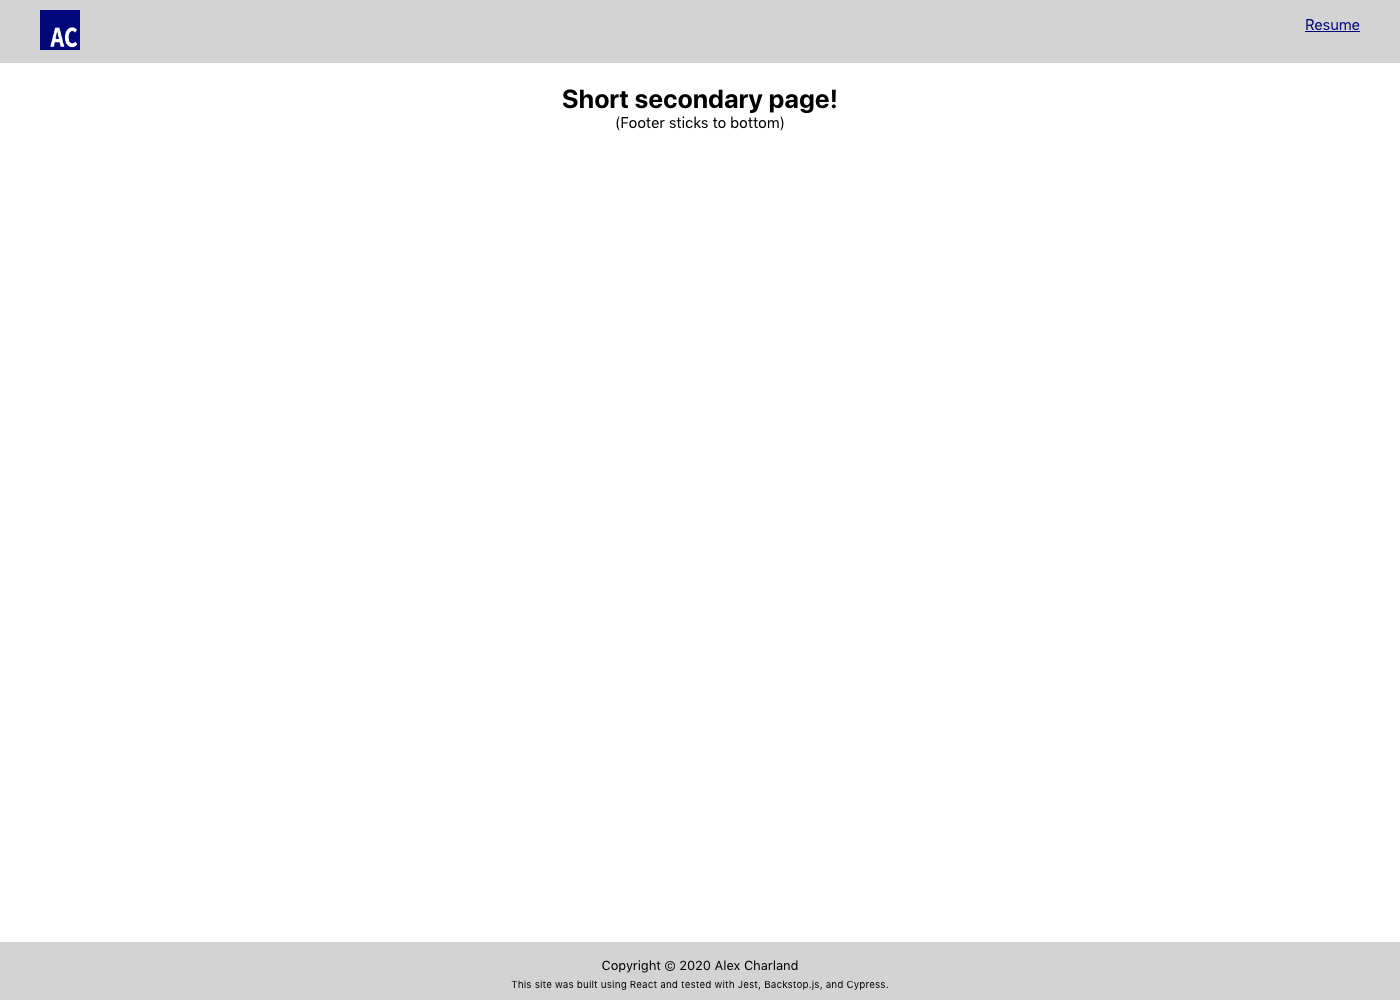 AC
Resume
Short secondary page!
(Footer sticks to bottom)
Copyright © 2020 Alex Charland
This site was built using React and tested with Jest, Backstop.js, and Cypress.